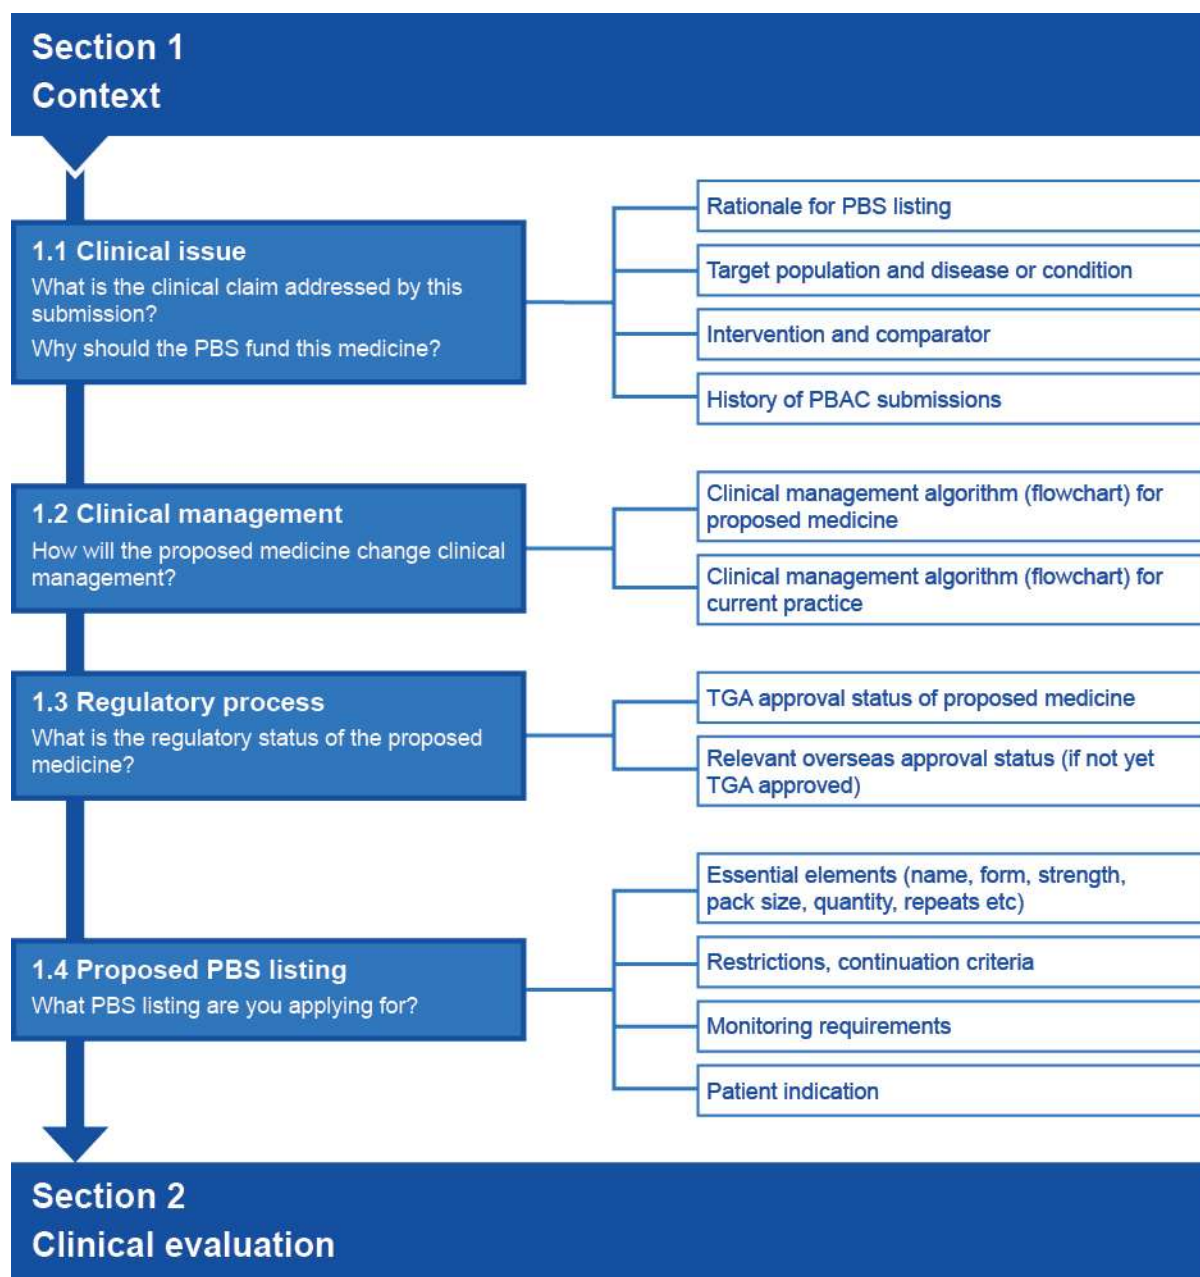 Section 1
Context
1.1 Clinical issue
What is the clinical claim addressed by this
submission?
Why should the PBS fund this medicine?
Rationale for PBS listing
Target population and disease or condition
Intervention and comparator
History of PBAC submissions
1.2 Clinical management
How will the proposed medicine change clinical
management?
Clinical management algorithm (flowchart) for
proposed medicine
Clinical management algorithm (flowchart) for
current practice
1.3 Regulatory process
What is the regulatory status of the proposed
medicine?
TGA approval status of proposed medicine
Relevant overseas approval status (if not yet
TGA approved)
1.4 Proposed PBS listing
What PBS listing are you applying for?
Essential elements (name, form, strength,
pack size, quantity, repeats etc)
Restrictions, continuation criteria
Monitoring requirements
Patient indication
Section 2
Clinical evaluation